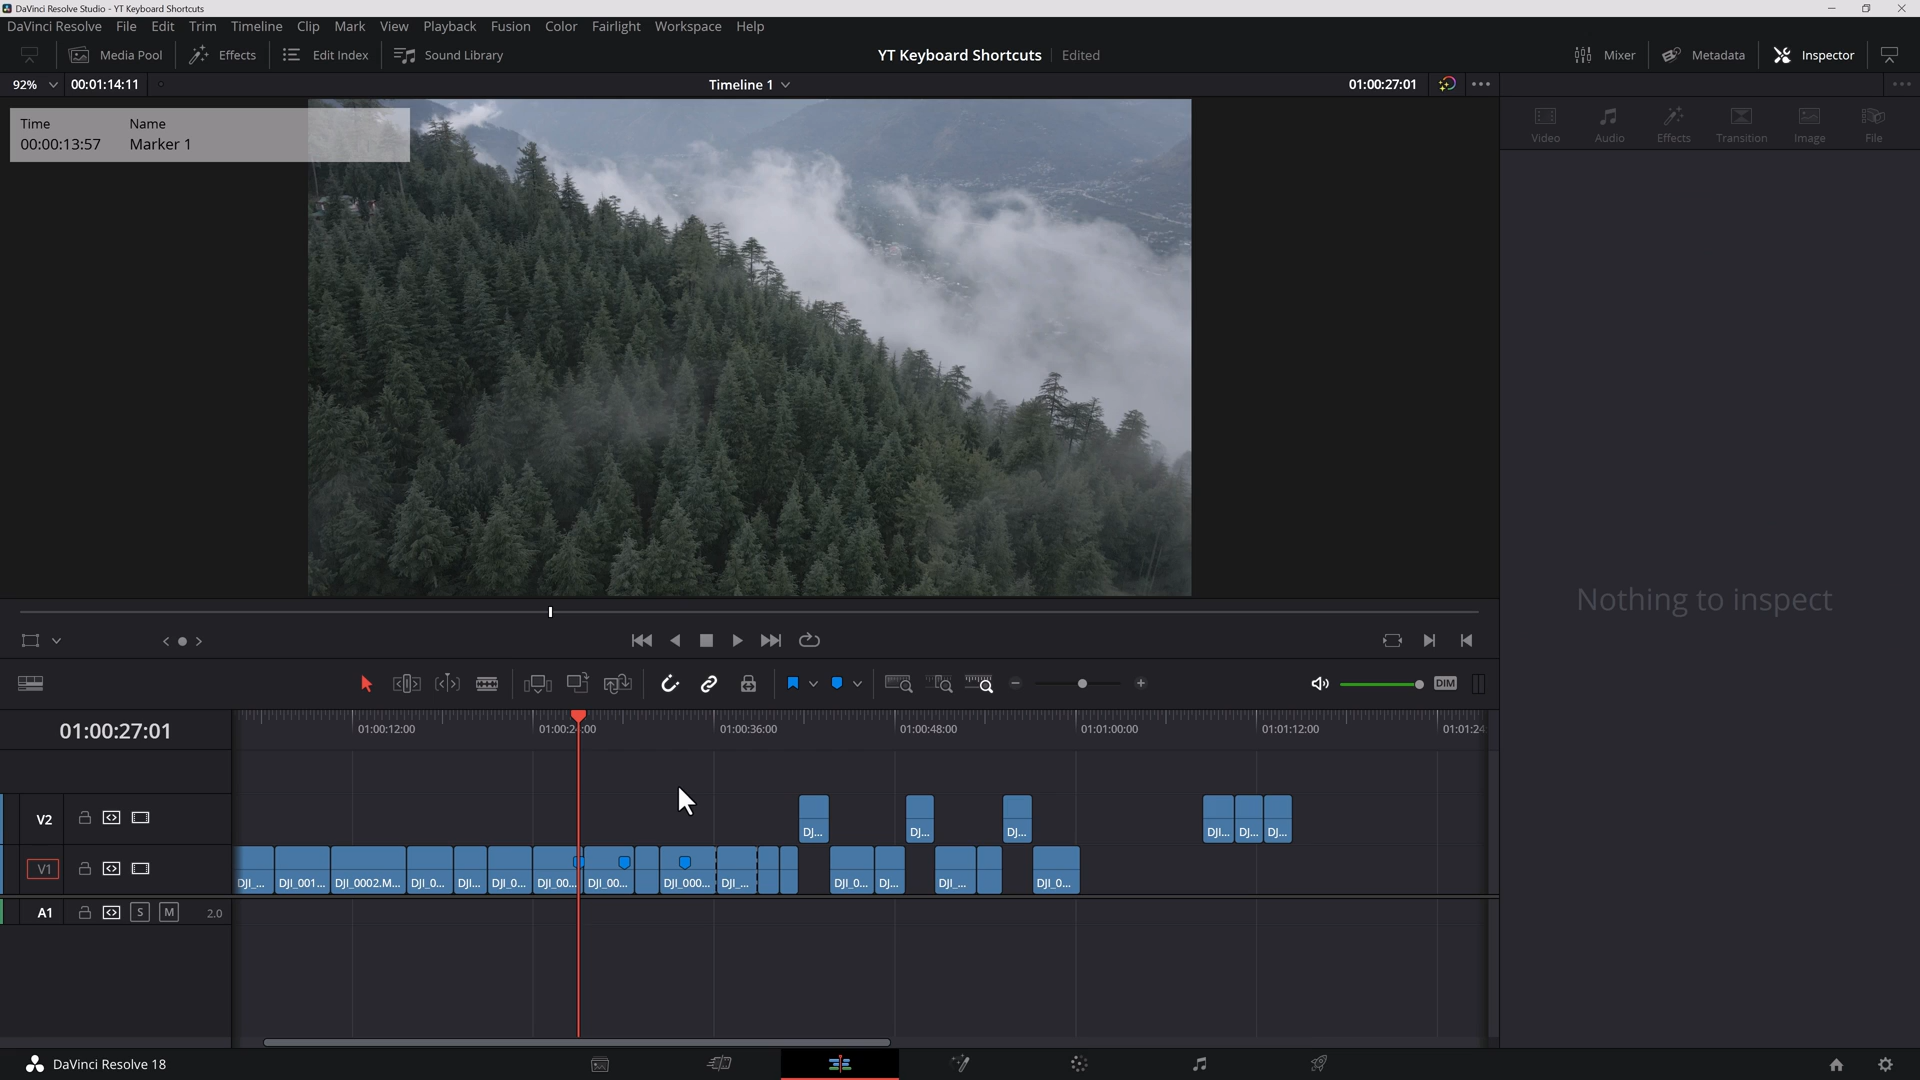 DaVinci Resolve Studio - YT Keyboard Shortcuts
DaVinci Resolve File Edit Trim Timeline Clip Mark View Playback Fusion Color Fairlight Workspace Help
Media Pool Effects Edit Index Sound Library YT Keyboard Shortcuts Edited Mixer Metadata Inspector
92% 00:01:14:11 Timeline 1 01:00:27:01
Time Name
00:00:13:57 Marker 1
Video Audio Effects Transition Image File
Nothing to inspect
DIM
01:00:27:01
01:00:12:00 01:00:24:00 01:00:36:00 01:00:48:00 01:01:00:00 01:01:12:00 01:01:24
V2
DJ... DJ... DJ... DJI... DJ... DJ...
V1
DJI_... DJI_001... DJI_0002.M... DJI_0... DJI... DJI_0... DJI_00... DJI_00... DJI_000... DJI_... DJI_0... DJ... DJI_... DJI_0...
A1 S M 2.0
DaVinci Resolve 18